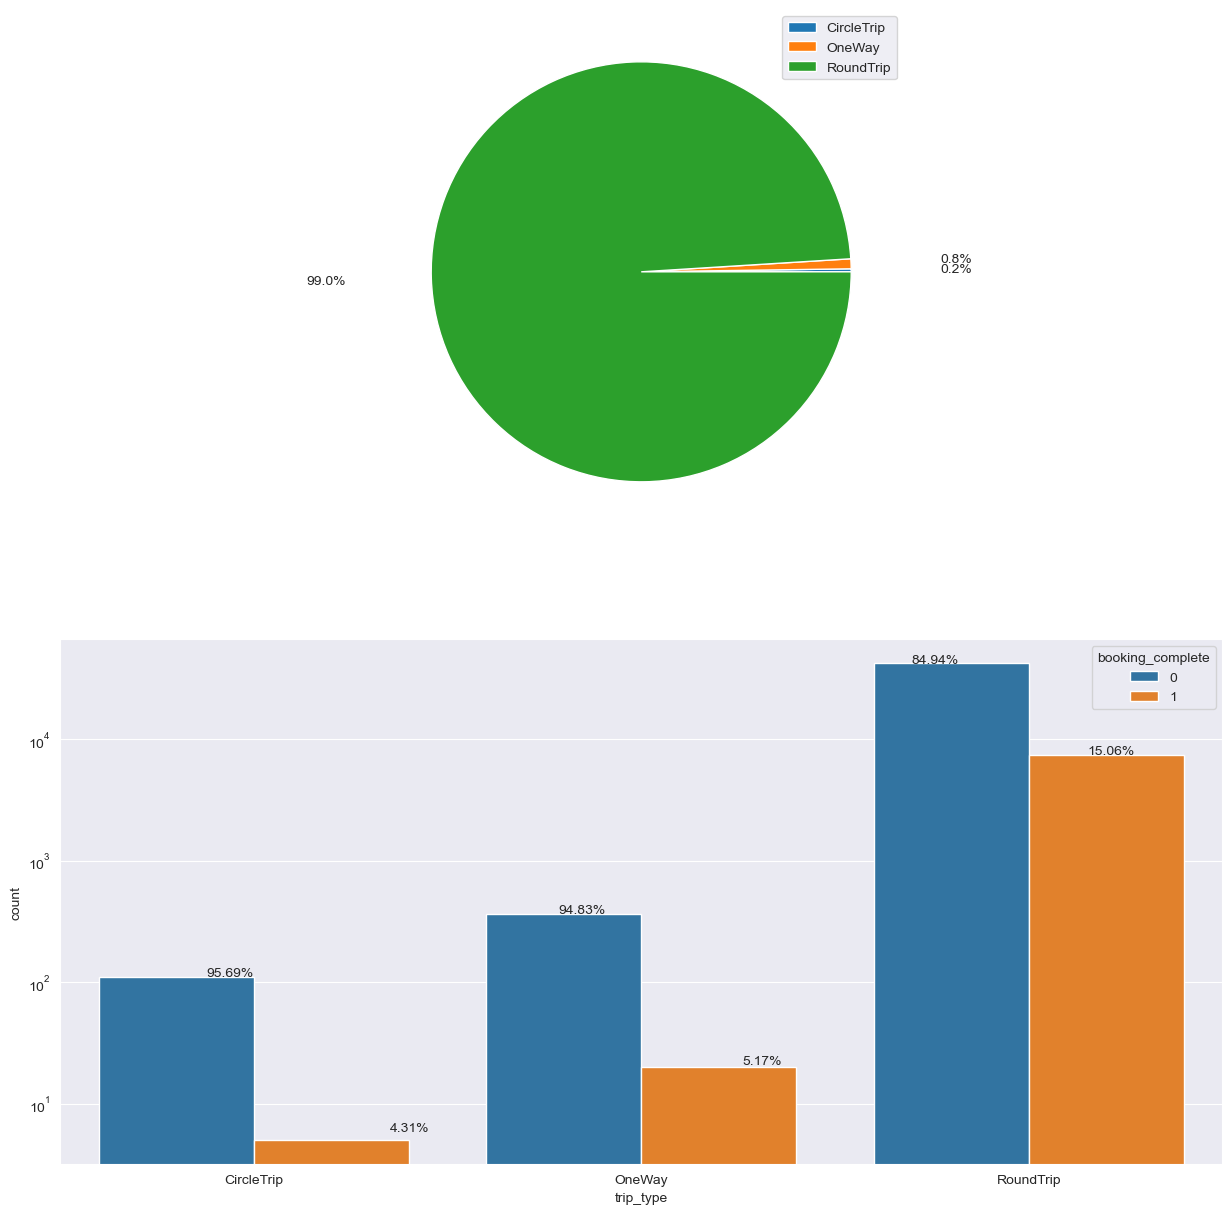 CircleTrip
OneWay
RoundTrip
0.8%
0.2%
99.0%
booking_complete
0
1
84.94%
15.06%
94.83%
95.69%
5.17%
4.31%
10^4
10^3
10^2
10^1
count
CircleTrip
OneWay
RoundTrip
trip_type